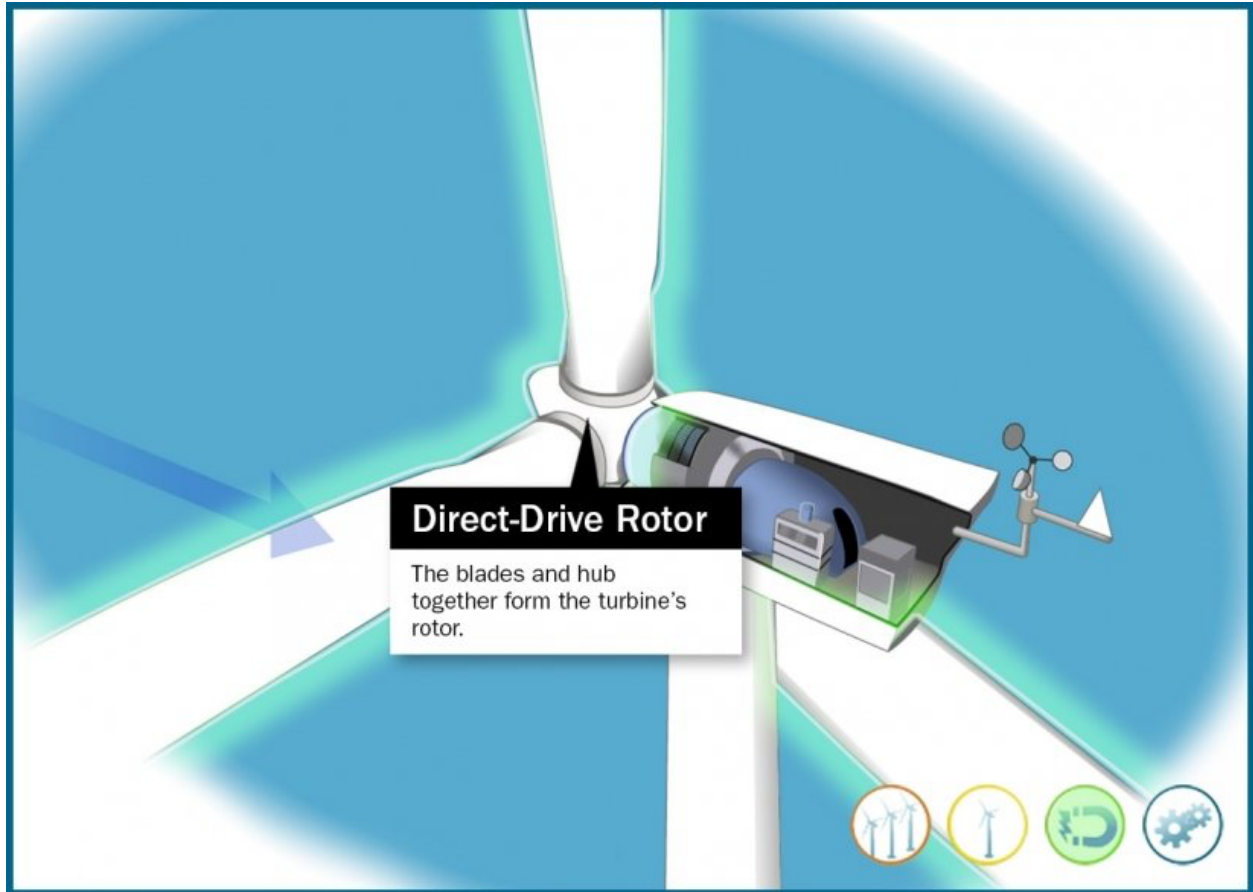 Direct-Drive Rotor
The blades and hub
together form the turbine's
rotor.